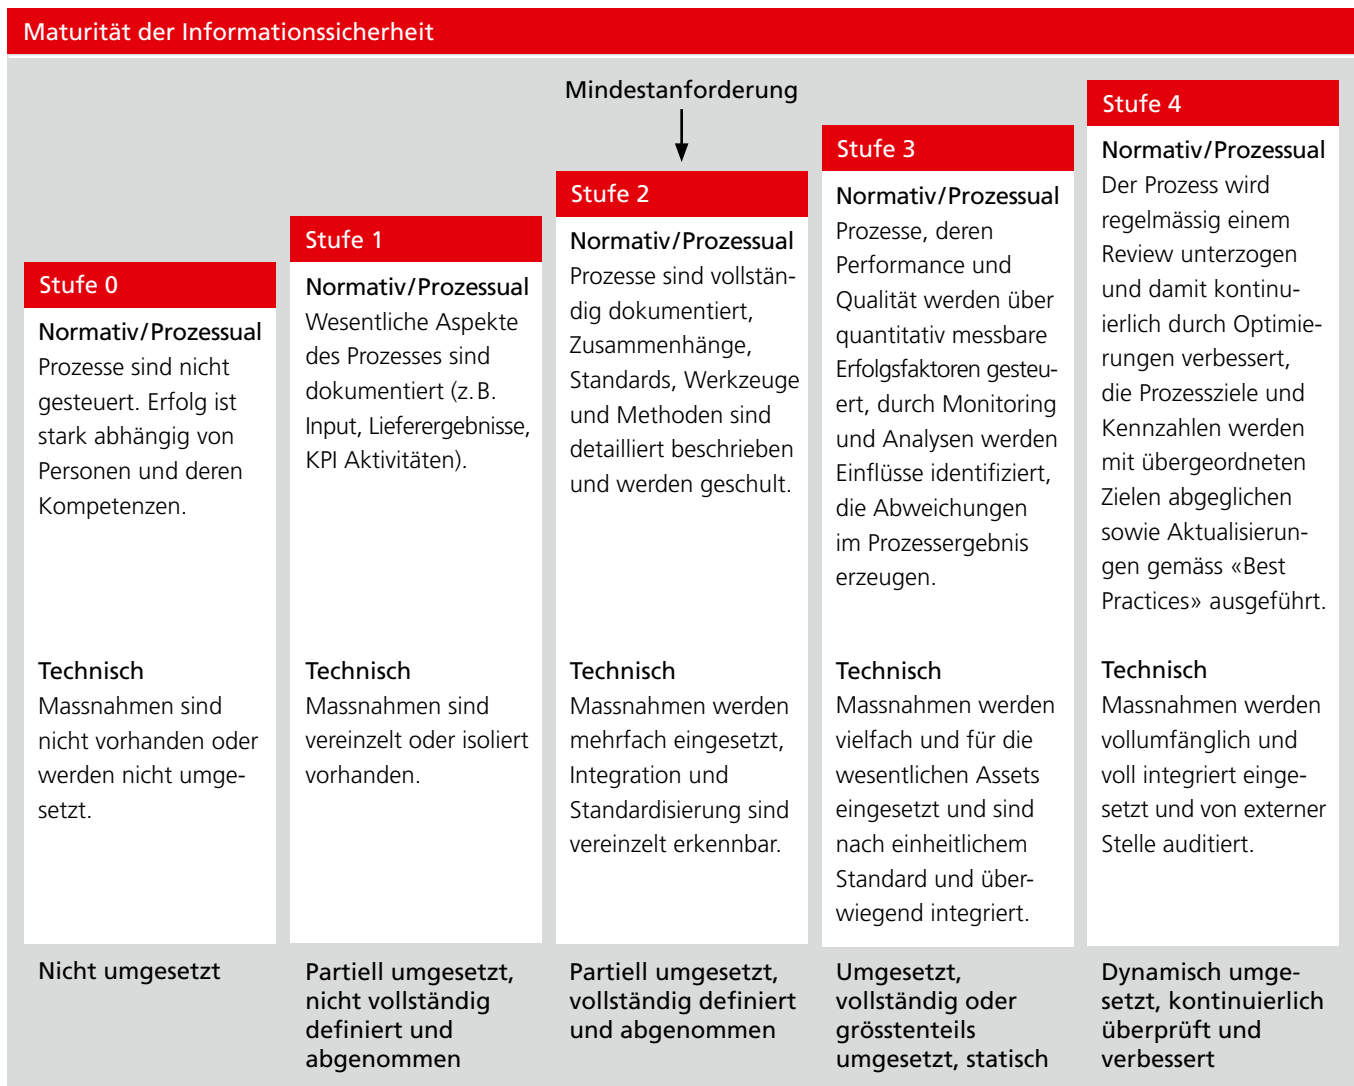 Maturität der Informationssicherheit
Mindestanforderung
Stufe 0
Normativ/Prozessual
Prozesse sind nicht
gesteuert. Erfolg ist
stark abhängig von
Personen und deren
Kompetenzen.
Technisch
Massnahmen sind
nicht vorhanden oder
werden nicht umge-
setzt.
Nicht umgesetzt
Stufe 1
Normativ/Prozessual
Wesentliche Aspekte
des Prozesses sind
dokumentiert (z. B.
Input, Lieferergebnisse,
KPI Aktivitäten).
Technisch
Massnahmen sind
vereinzelt oder isoliert
vorhanden.
Partiell umgesetzt,
nicht vollständig
definiert und
abgenommen
Stufe 2
Normativ/Prozessual
Prozesse sind vollstän-
dig dokumentiert,
Zusammenhänge,
Standards, Werkzeuge
und Methoden sind
detailliert beschrieben
und werden geschult.
Technisch
Massnahmen werden
mehrfach eingesetzt,
Integration und
Standardisierung sind
vereinzelt erkennbar.
Partiell umgesetzt,
vollständig definiert
und abgenommen
Stufe 3
Normativ/Prozessual
Prozesse, deren
Performance und
Qualität werden über
quantitativ messbare
Erfolgsfaktoren gesteu-
ert, durch Monitoring
und Analysen werden
Einflüsse identifiziert,
die Abweichungen
im Prozessergebnis
erzeugen.
Technisch
Massnahmen werden
vielfach und für die
wesentlichen Assets
eingesetzt und sind
nach einheitlichem
Standard und über-
wiegend integriert.
Umgesetzt,
vollständig oder
grösstenteils
umgesetzt, statisch
Stufe 4
Normativ/Prozessual
Der Prozess wird
regelmässig einem
Review unterzogen
und damit kontinu-
ierlich durch Optimie-
rungen verbessert,
die Prozessziele und
Kennzahlen werden
mit übergeordneten
Zielen abgeglichen
sowie Aktualisierun-
gen gemäss «Best
Practices» ausgeführt.
Technisch
Massnahmen werden
vollumfänglich und
voll integriert einge-
setzt und von externer
Stelle auditiert.
Dynamisch umge-
setzt, kontinuierlich
überprüft und
verbessert